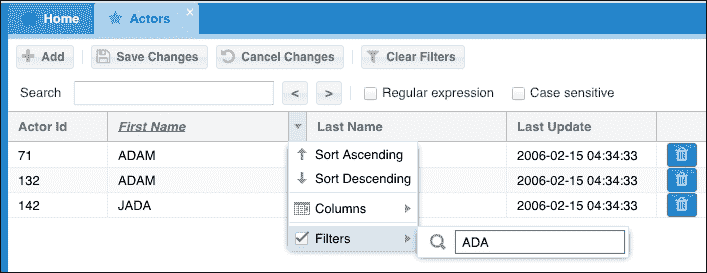 Home Actors
Add Save Changes Cancel Changes Clear Filters
Search < > Regular expression Case sensitive
Actor Id First Name Last Name Last Update
71 ADAM 2006-02-15 04:34:33
132 ADAM 2006-02-15 04:34:33
142 JADA 2006-02-15 04:34:33
Sort Ascending
Sort Descending
Columns
Filters ADA